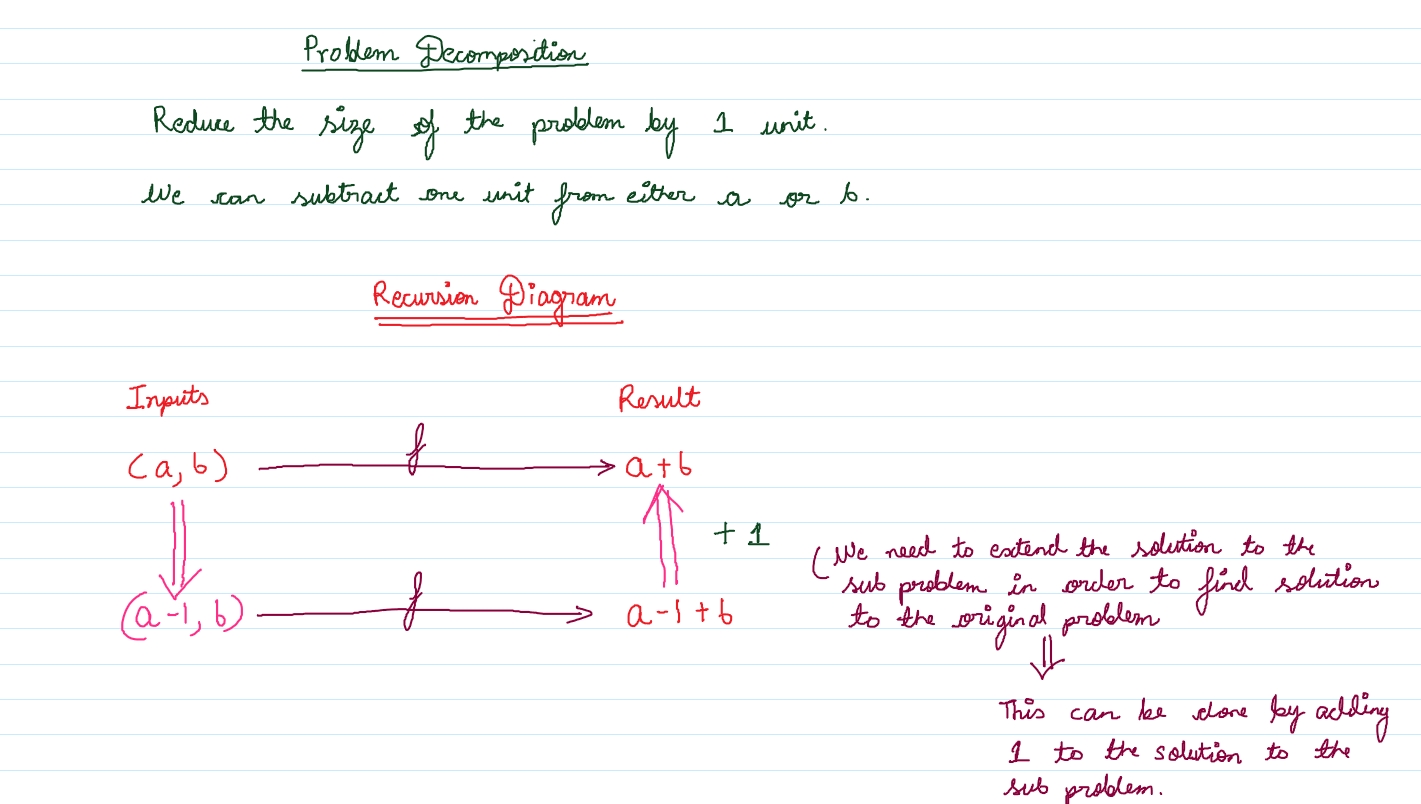 Problem Decomposition
Reduce the size of the problem by 1 unit.
We can subtract one unit from either a or b.
Recursion Diagram
Inputs
Result
(a, b)
f
a+b
+ 1
(We need to extend the solution to the
sub problem in order to find solution
to the original problem
(a-1, b)
f
a-1+b
This can be done by adding
1 to the solution to the
sub problem.